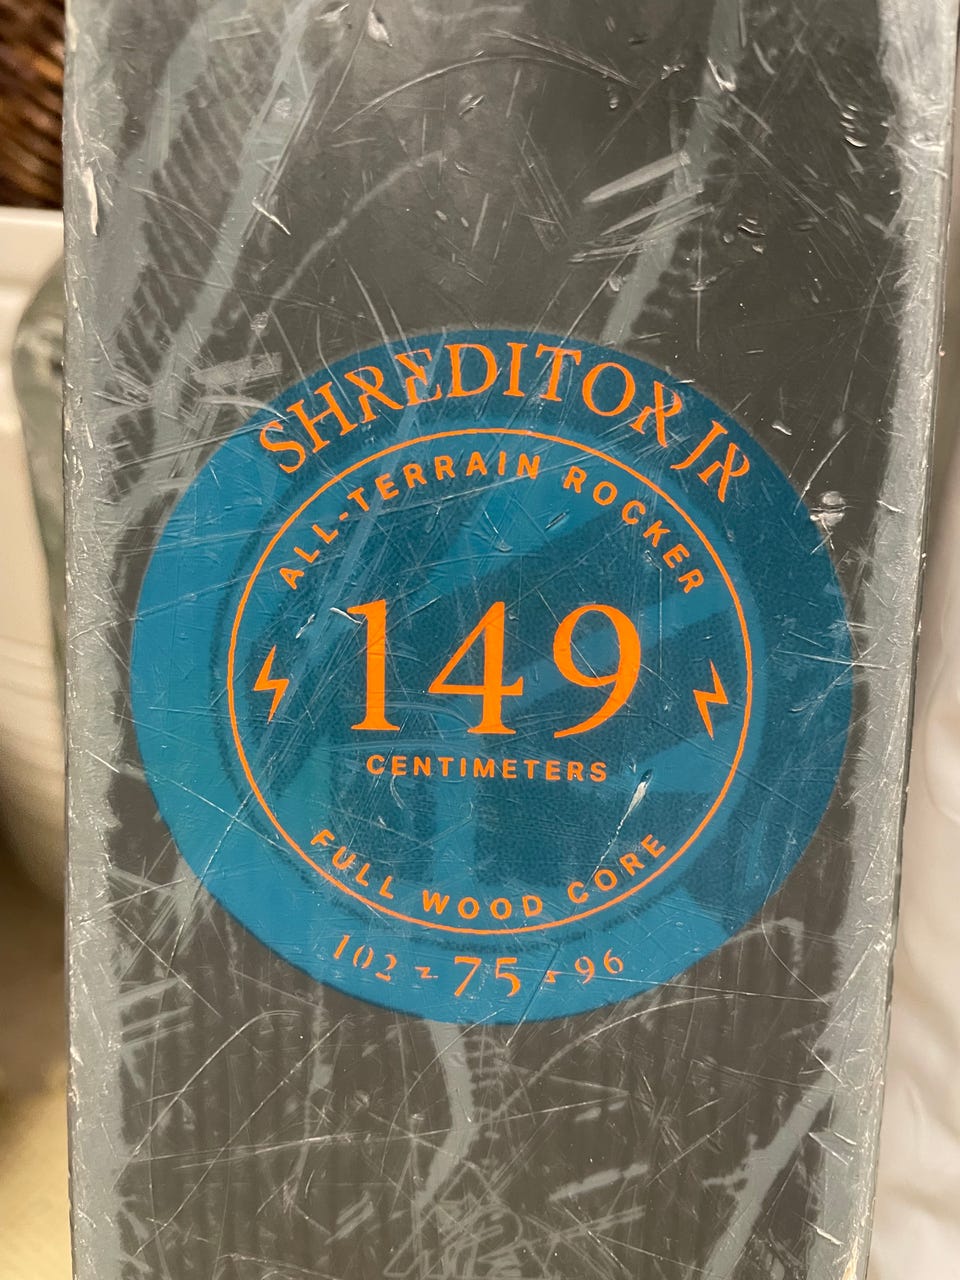 SHREDITOR JR
ALL-TERRAIN ROCKER
149
CENTIMETERS
FULL WOOD CORE
102 75 96